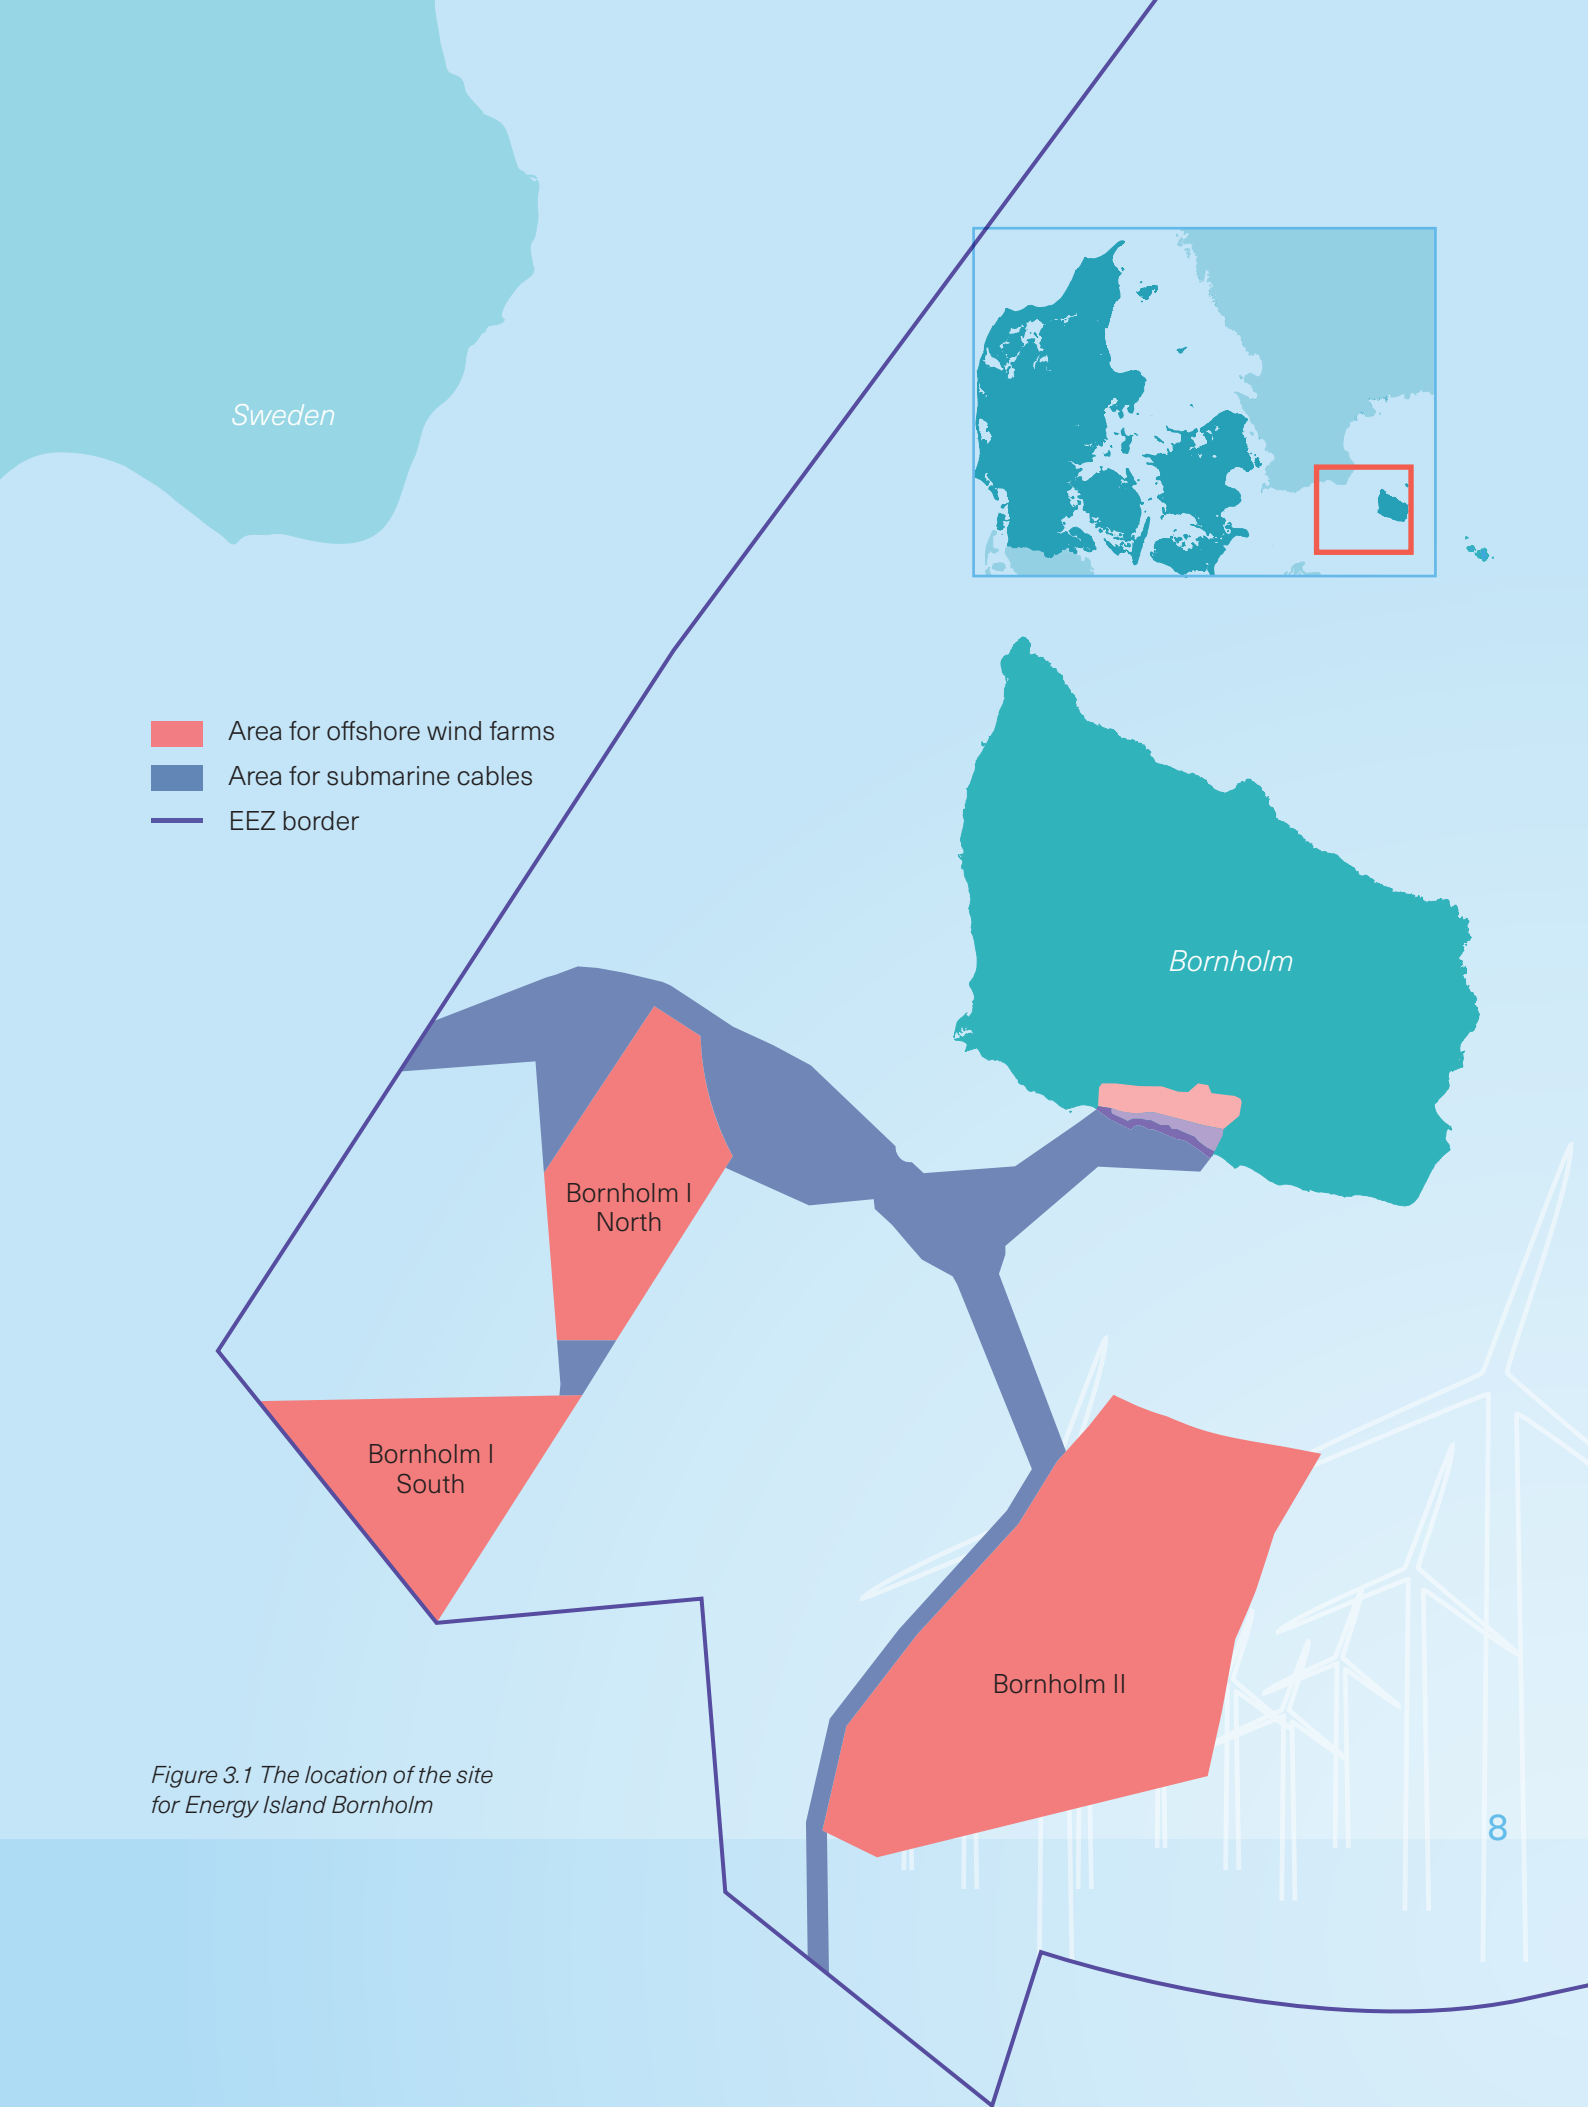 Sweden
Area for offshore wind farms
Area for submarine cables
EEZ border
Bornholm
Bornholm I
North
Bornholm I
South
Bornholm II
Figure 3.1 The location of the site
for Energy Island Bornholm
8